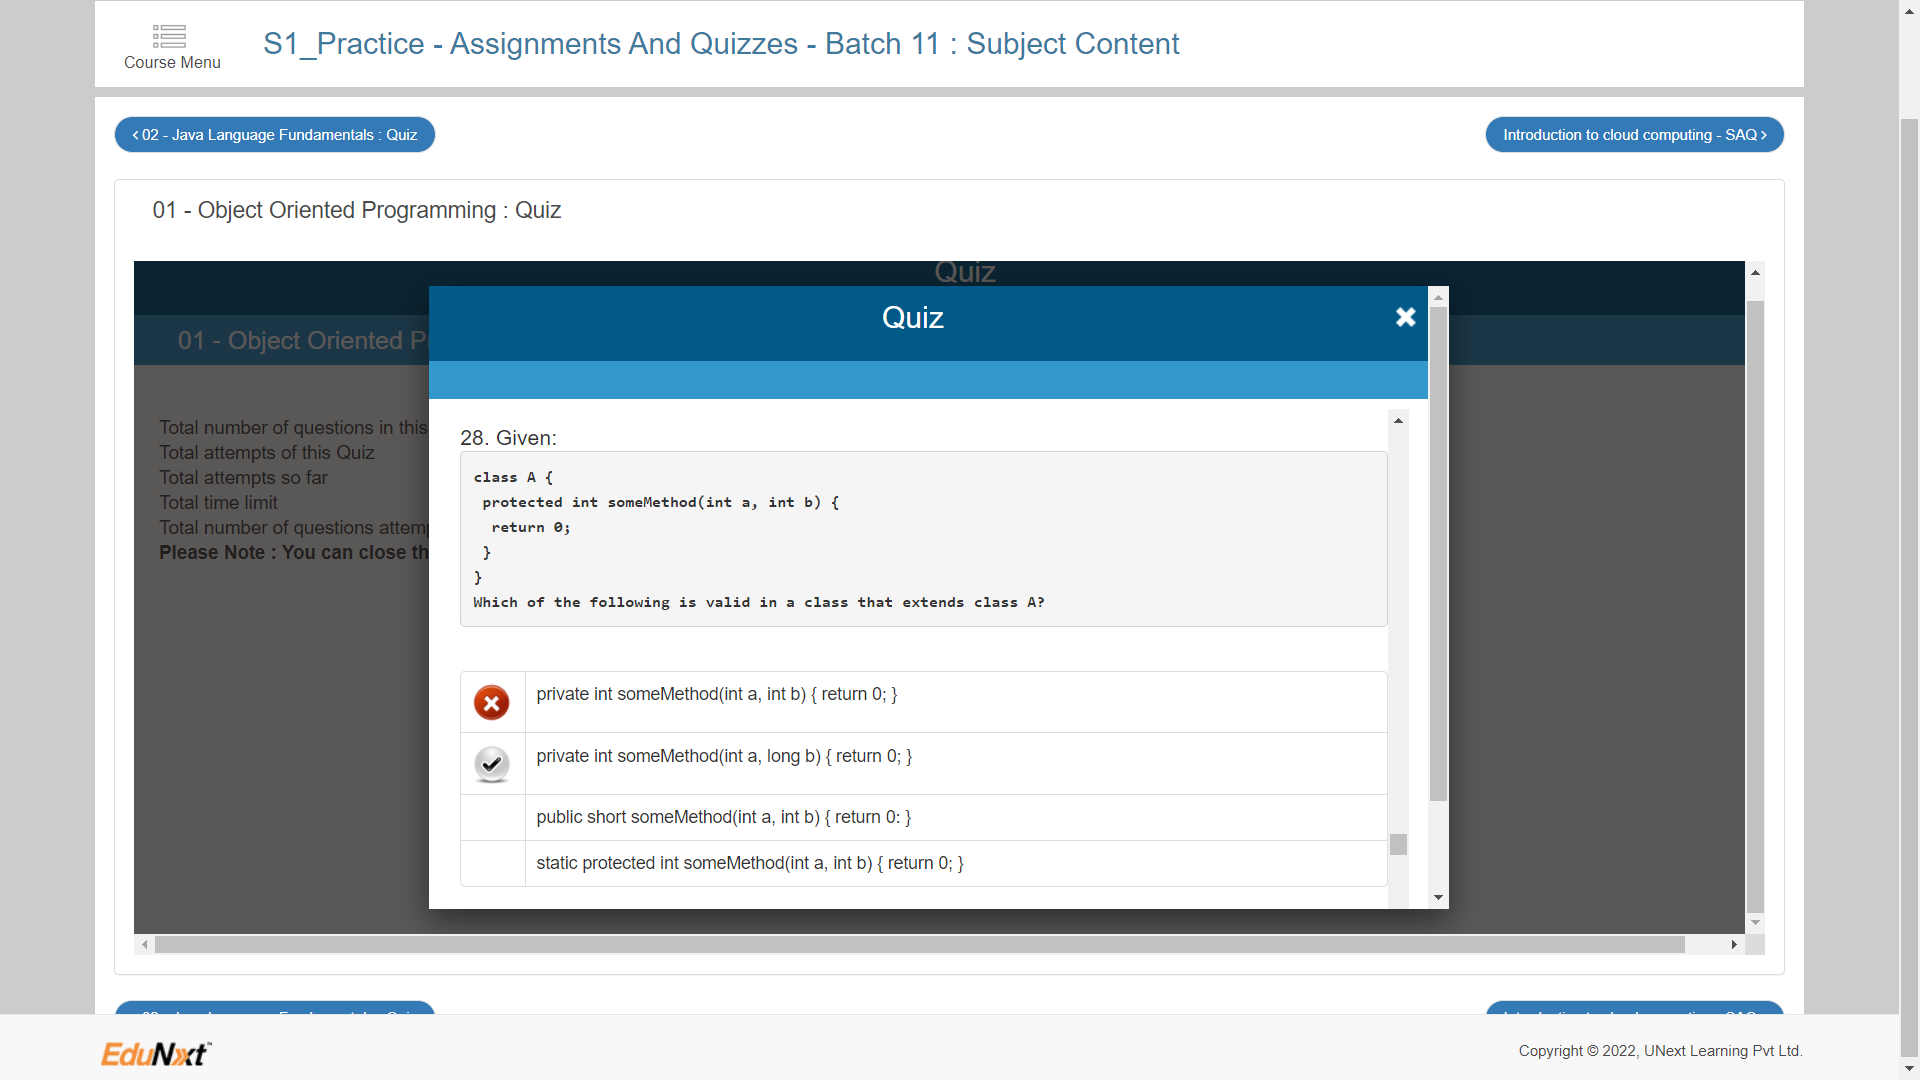 Course Menu
S1_Practice - Assignments And Quizzes - Batch 11 : Subject Content
02 - Java Language Fundamentals : Quiz
Introduction to cloud computing - SAQ
01 - Object Oriented Programming : Quiz
Quiz
01 - Object Oriented P
Quiz
Total number of questions in this
Total attempts of this Quiz
Total attempts so far
Total time limit
Total number of questions attem
Please Note : You can close th
28. Given:
class A {
protected int someMethod(int a, int b) {
return 0;
}
}
Which of the following is valid in a class that extends class A?
private int someMethod(int a, int b) { return 0; }
private int someMethod(int a, long b) { return 0; }
public short someMethod(int a, int b) { return 0: }
static protected int someMethod(int a, int b) { return 0; }
EduNxt™
Copyright © 2022, UNext Learning Pvt Ltd.